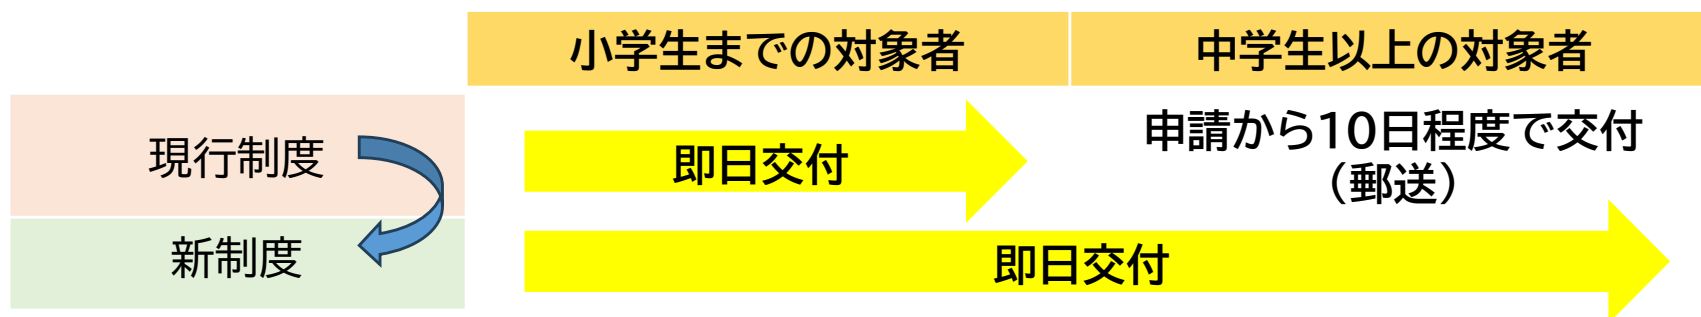 小学生までの対象者
中学生以上の対象者
現行制度
即日交付
申請から10日程度で交付
（郵送）
新制度
即日交付